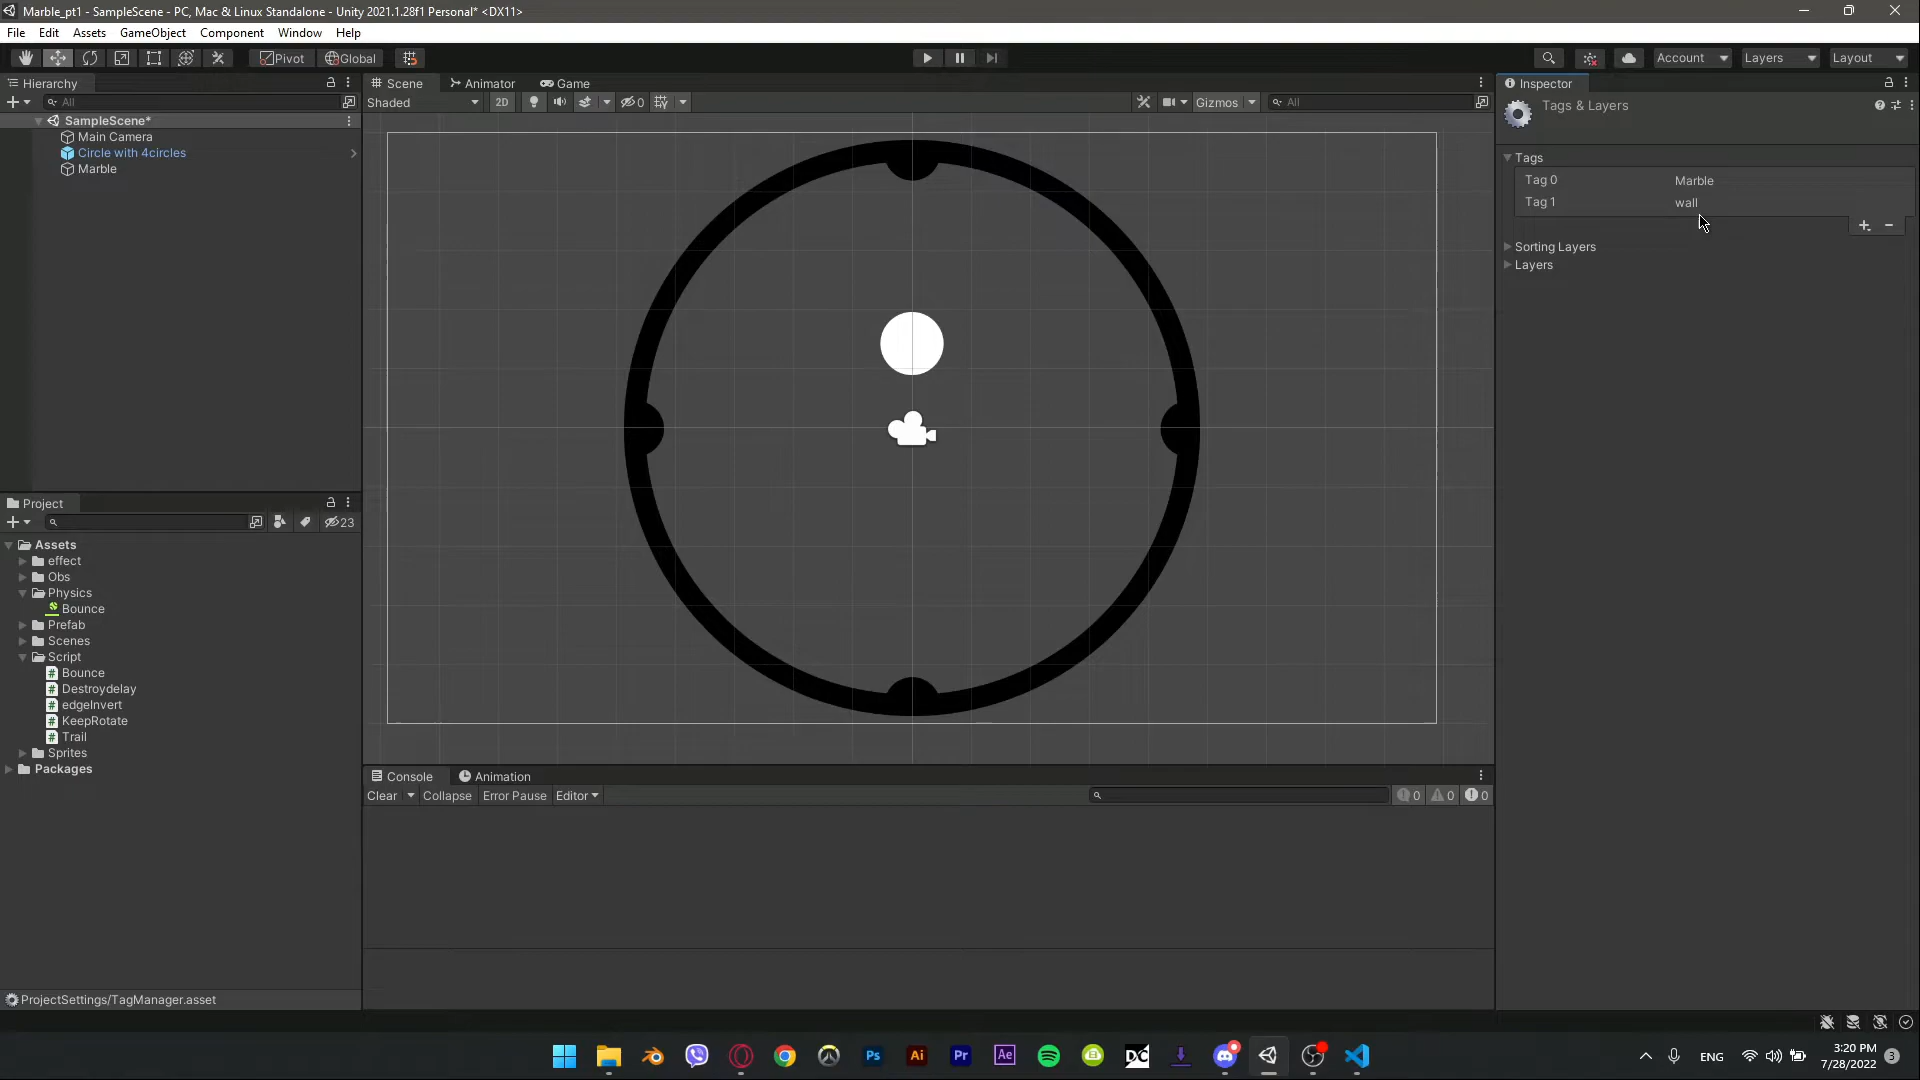 Marble_pt1 - SampleScene - PC, Mac & Linux Standalone - Unity 2021.1.28f1 Personal* <DX11>
File Edit Assets GameObject Component Window Help
Pivot Global Account Layers Layout
Hierarchy Scene Animator Game Inspector
All Shaded 2D 0 Gizmos All Tags & Layers
SampleScene*
Main Camera
Circle with 4circles
Marble
Tags
Tag 0 Marble
Tag 1 wall
Sorting Layers
Layers
Project
23
Assets
effect
Obs
Physics
Bounce
Prefab
Scenes
Script
Bounce
Destroydelay
edgeInvert
KeepRotate
Trail
Sprites
Packages
Console Animation
Clear Collapse Error Pause Editor 0 0 0
ProjectSettings/TagManager.asset
Ps Ai Pr Ae DC
ENG 3:20 PM
7/28/2022 3